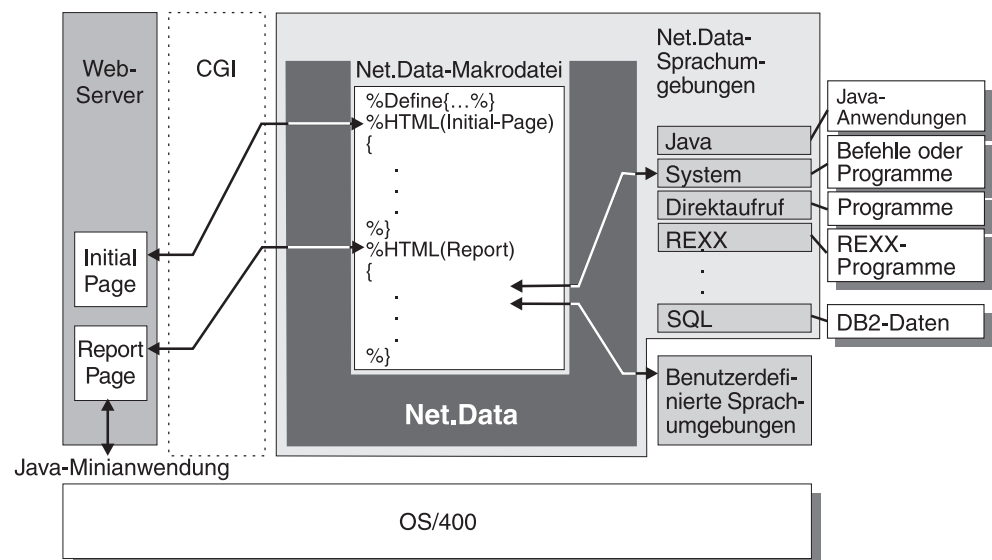 Web-
Server
CGI
Net.Data-Makrodatei
%Define{...%}
%HTML(Initial-Page)
{
.
.
.
%}
%HTML(Report)
{
.
.
.
%}
Net.Data
Initial
Page
Report
Page
Java-Minianwendung
Net.Data-
Sprachum-
gebungen
Java
System
Direktaufruf
REXX
.
.
.
SQL
Benutzerdefi-
nierte Sprach-
umgebungen
Java-
Anwendungen
Befehle oder
Programme
Programme
REXX-
Programme
DB2-Daten
OS/400